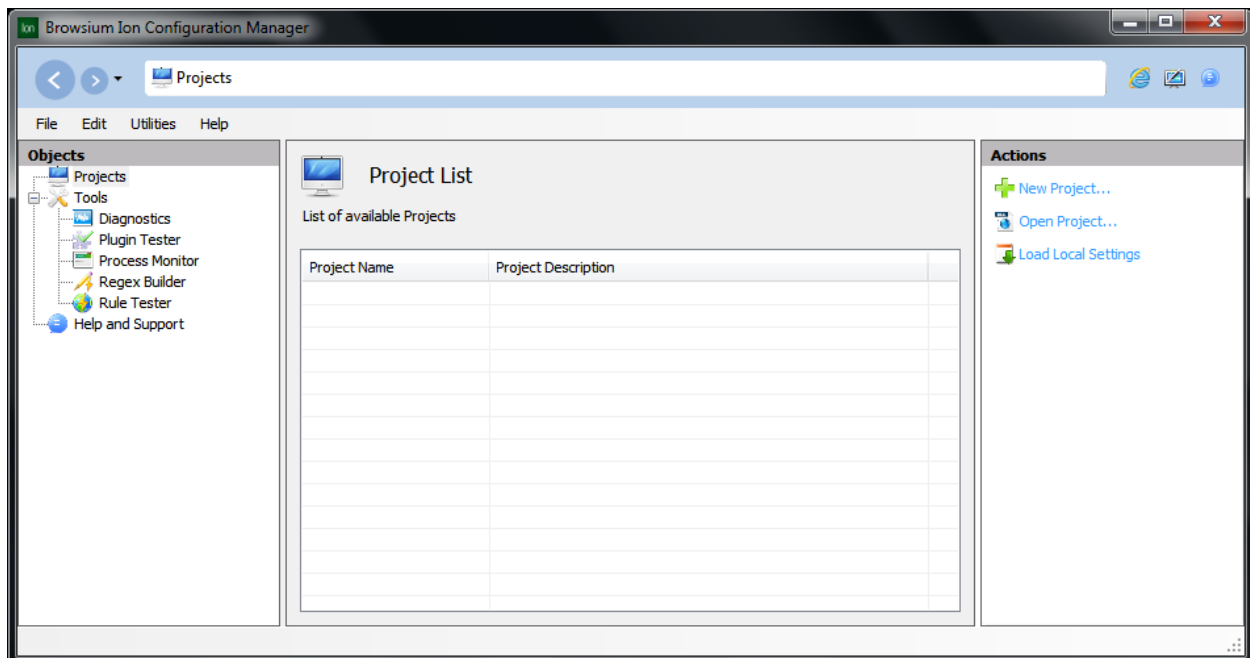 Ion Browsium Ion Configuration Manager
Projects
File Edit Utilities Help
Objects
Projects
Tools
Diagnostics
Plugin Tester
Process Monitor
Regex Builder
Rule Tester
Help and Support
Project List
List of available Projects
Project Name Project Description
Actions
New Project...
Open Project...
Load Local Settings